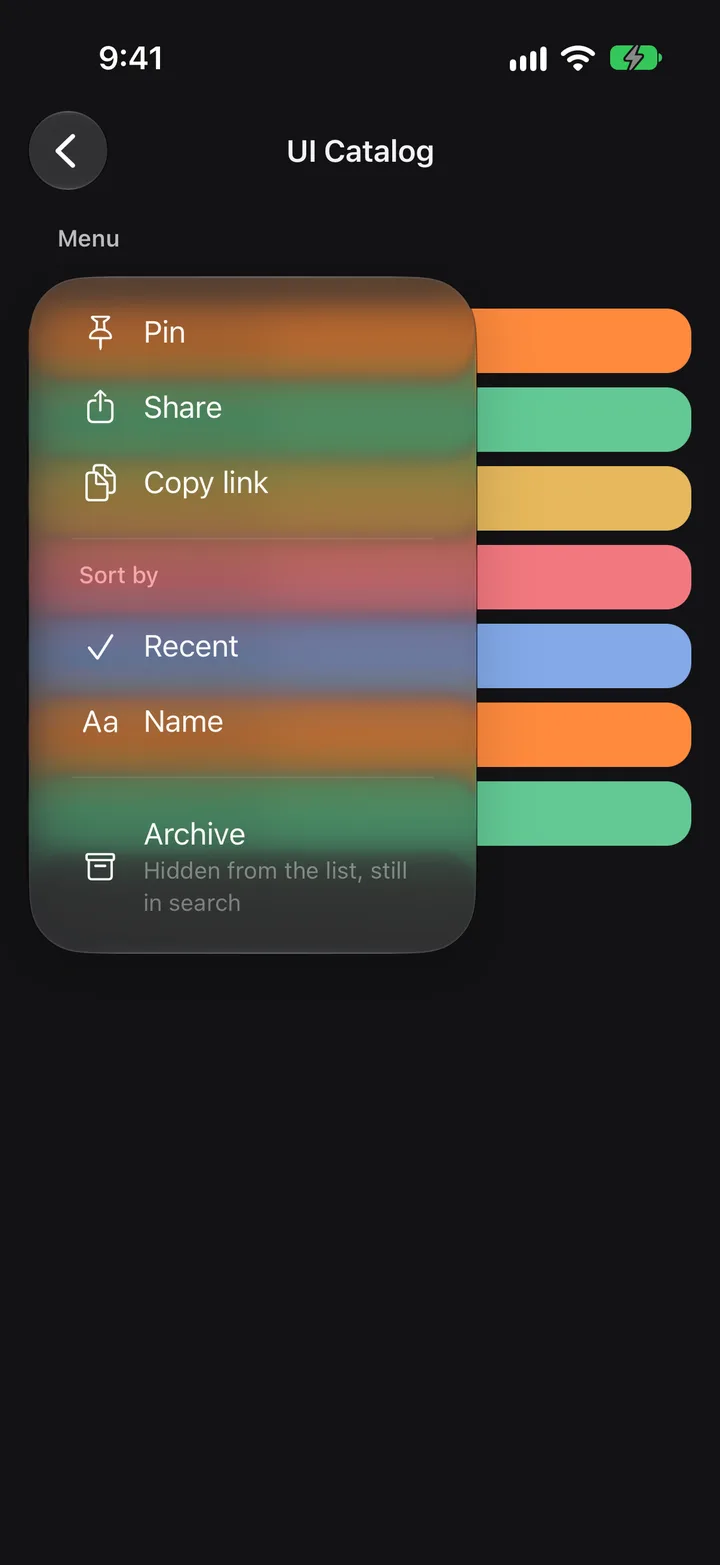 9:41
UI Catalog
Menu
Pin
Share
Copy link
Sort by
Recent
Aa Name
Archive
Hidden from the list, still
in search